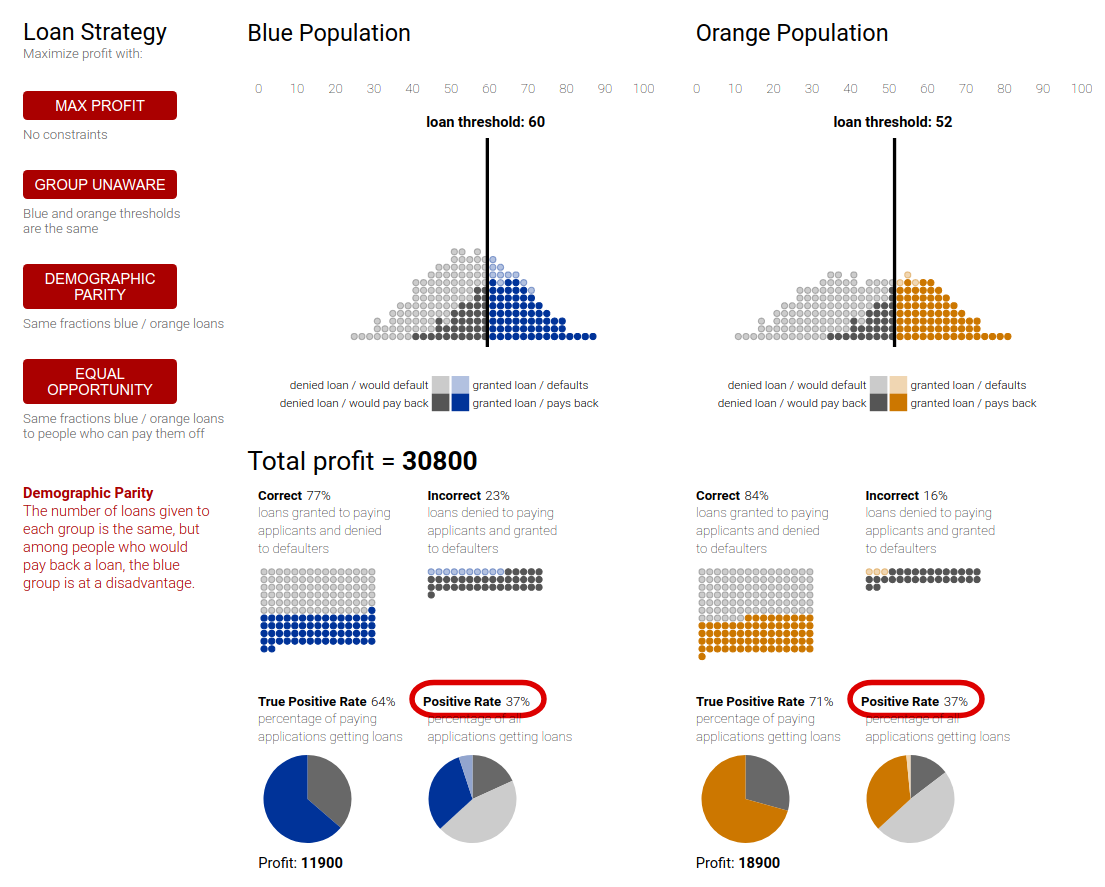 Loan Strategy
Maximize profit with:
MAX PROFIT
No constraints
GROUP UNAWARE
Blue and orange thresholds
are the same
DEMOGRAPHIC
PARITY
Same fractions blue / orange loans
EQUAL
OPPORTUNITY
Same fractions blue / orange loans
to people who can pay them off
Demographic Parity
The number of loans given to
each group is the same, but
among people who would
pay back a loan, the blue
group is at a disadvantage.
Blue Population
0 10 20 30 40 50 60 70 80 90 100
loan threshold: 60
denied loan / would default
granted loan / defaults
denied loan / would pay back
granted loan / pays back
Orange Population
0 10 20 30 40 50 60 70 80 90 100
loan threshold: 52
denied loan / would default
granted loan / defaults
denied loan / would pay back
granted loan / pays back
Total profit = 30800
Correct 77%
loans granted to paying
applicants and denied
to defaulters
Incorrect 23%
loans denied to paying
applicants and granted
to defaulters
True Positive Rate 64%
percentage of paying
applications getting loans
Positive Rate 37%
percentage of all
applications getting loans
Profit: 11900
Correct 84%
loans granted to paying
applicants and denied
to defaulters
Incorrect 16%
loans denied to paying
applicants and granted
to defaulters
True Positive Rate 71%
percentage of paying
applications getting loans
Positive Rate 37%
percentage of all
applications getting loans
Profit: 18900